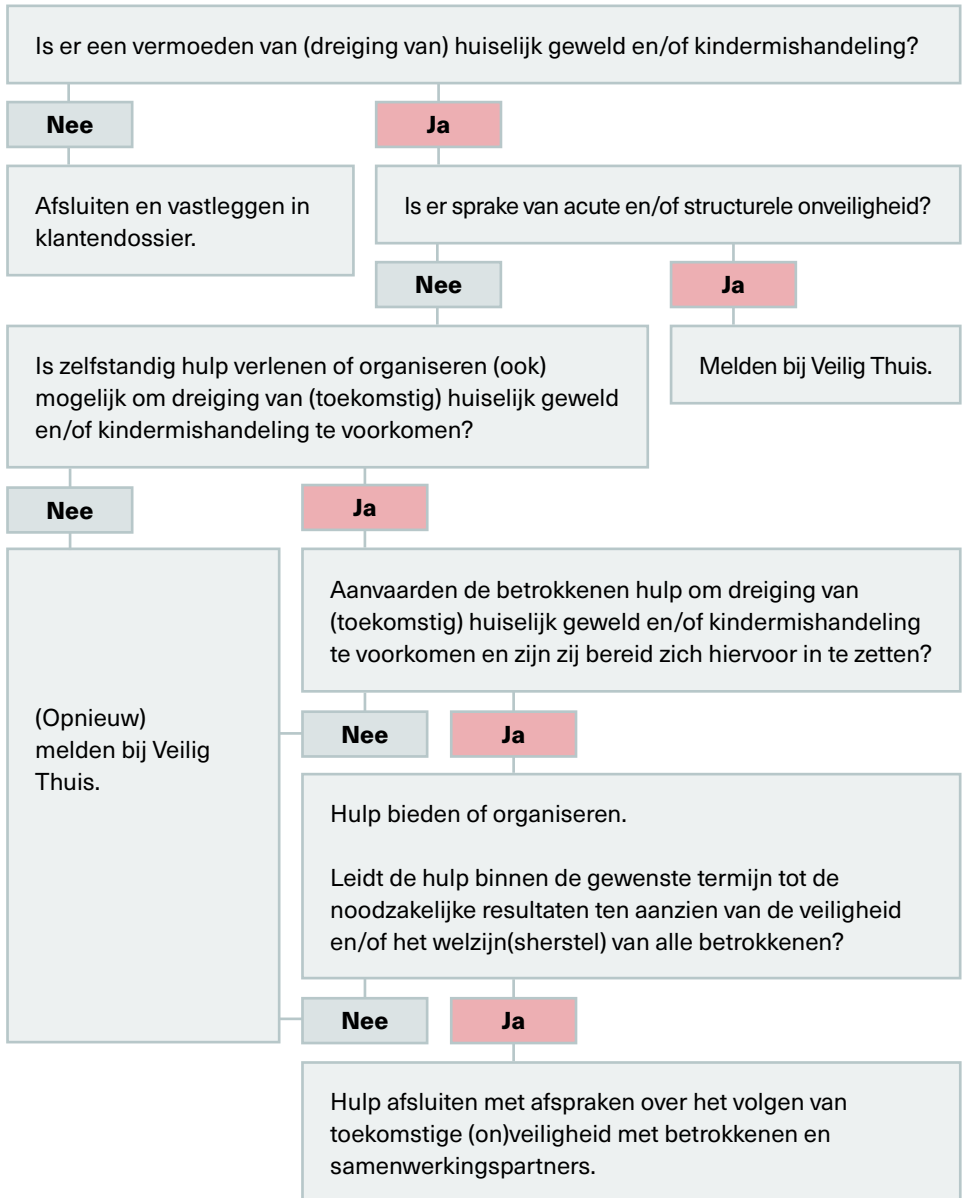 Is er een vermoeden van (dreiging van) huiselijk geweld en/of kindermishandeling?
Nee
Ja
Afsluiten en vastleggen in
klantendossier.
Is er sprake van acute en/of structurele onveiligheid?
Nee
Ja
Is zelfstandig hulp verlenen of organiseren (ook)
mogelijk om dreiging van (toekomstig) huiselijk geweld
en/of kindermishandeling te voorkomen?
Melden bij Veilig Thuis.
Nee
Ja
Aanvaarden de betrokkenen hulp om dreiging van
(toekomstig) huiselijk geweld en/of kindermishandeling
te voorkomen en zijn zij bereid zich hiervoor in te zetten?
(Opnieuw)
melden bij Veilig
Thuis.
Nee
Ja
Hulp bieden of organiseren.
Leidt de hulp binnen de gewenste termijn tot de
noodzakelijke resultaten ten aanzien van de veiligheid
en/of het welzijn(sherstel) van alle betrokkenen?
Nee
Ja
Hulp afsluiten met afspraken over het volgen van
toekomstige (on)veiligheid met betrokkenen en
samenwerkingspartners.